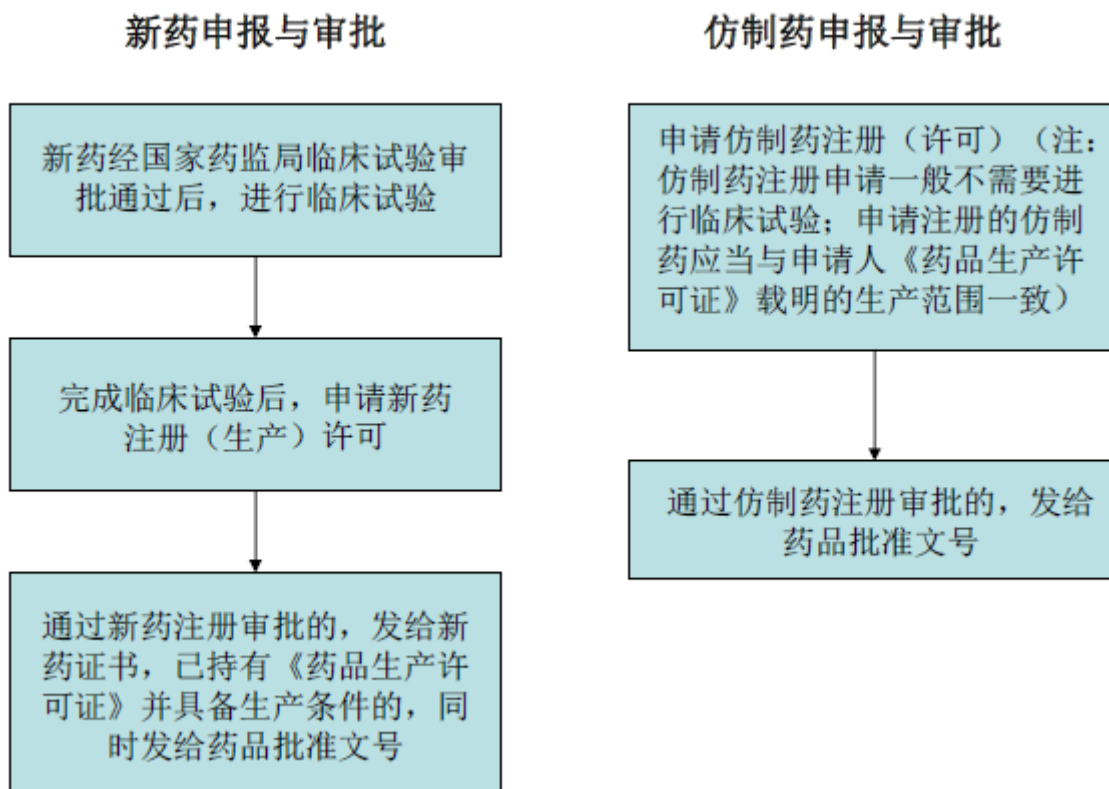 新药申报与审批
新药经国家药监局临床试验审
批通过后，进行临床试验
完成临床试验后，申请新药
注册（生产）许可
通过新药注册审批的，发给新
药证书，已持有《药品生产许
可证》并具备生产条件的，同
时发给药品批准文号
仿制药申报与审批
申请仿制药注册（许可）（注：
仿制药注册申请一般不需要进
行临床试验；申请注册的仿制
药应当与申请人《药品生产许
可证》载明的生产范围一致）
通过仿制药注册审批的，发给
药品批准文号